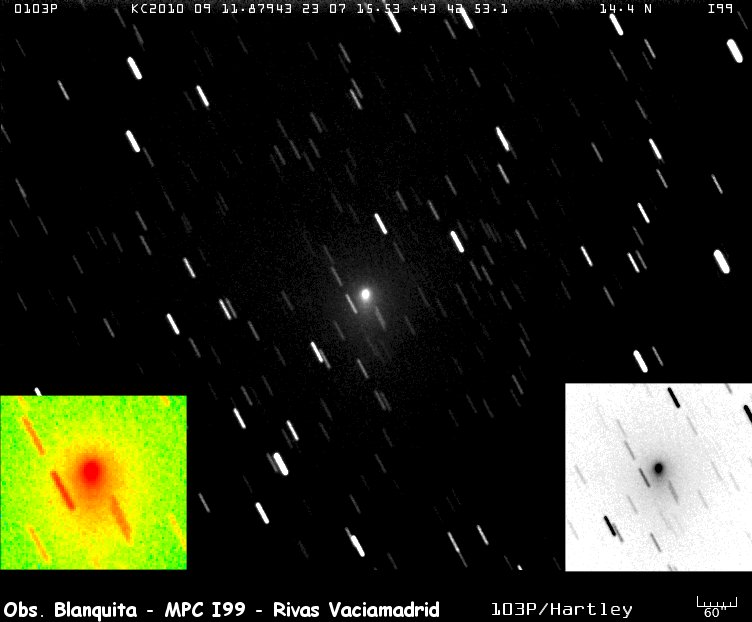 0103P KC2010 09 11.87943 23 07 15.53 +43 42 53.1 14.4 N I99
Obs. Blanquita - MPC I99 - Rivas Vaciamadrid 103P/Hartley 60"